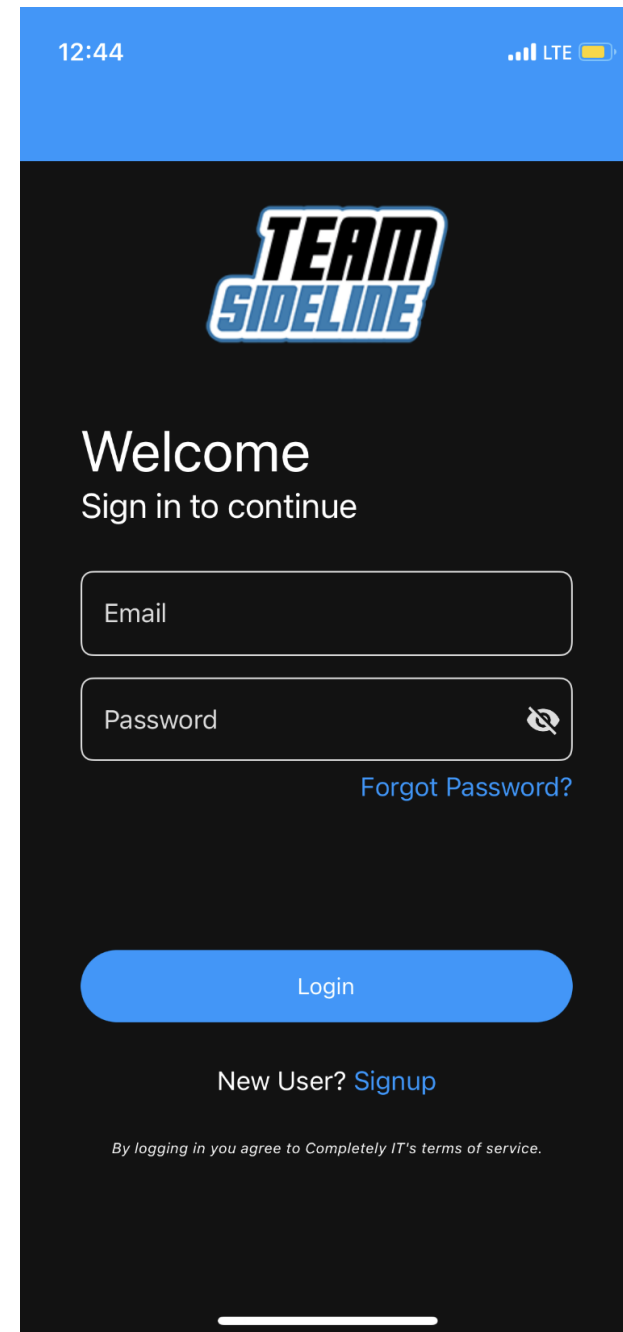 12:44 LTE
TEAM
SIDELINE
Welcome
Sign in to continue
Email
Password
Forgot Password?
Login
New User? Signup
By logging in you agree to Completely IT's terms of service.